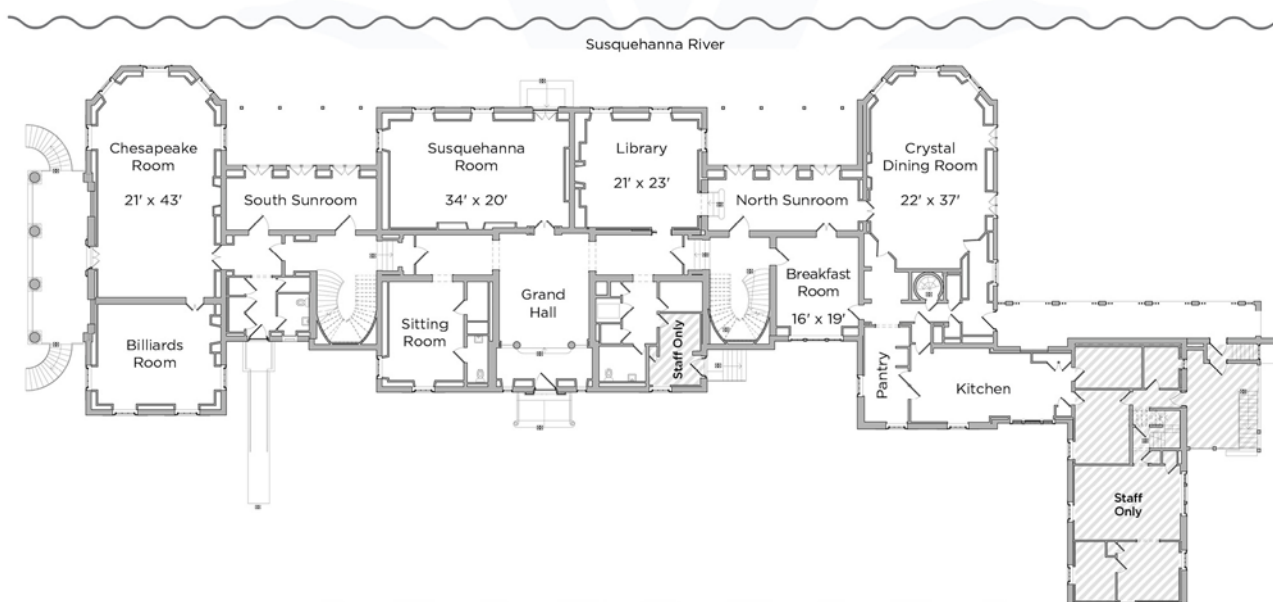 Susquehanna River
Chesapeake
Room
21' x 43'
South Sunroom
Susquehanna
Room
34' x 20'
Library
21' x 23'
North Sunroom
Crystal
Dining Room
22' x 37'
Billiards
Room
Sitting
Room
Grand
Hall
Staff Only
Breakfast
Room
16' x 19'
Pantry
Kitchen
Staff
Only